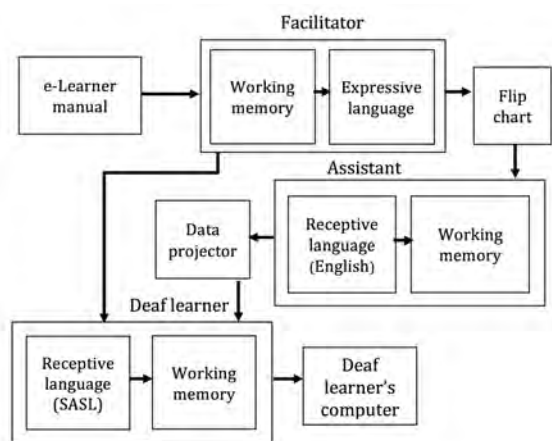 Facilitator
e-Learner
manual
Working
memory
Expressive
language
Flip
chart
Assistant
Data
projector
Receptive
language
(English)
Working
memory
Deaf learner
Receptive
language
(SASL)
Working
memory
Deaf
learner's
computer